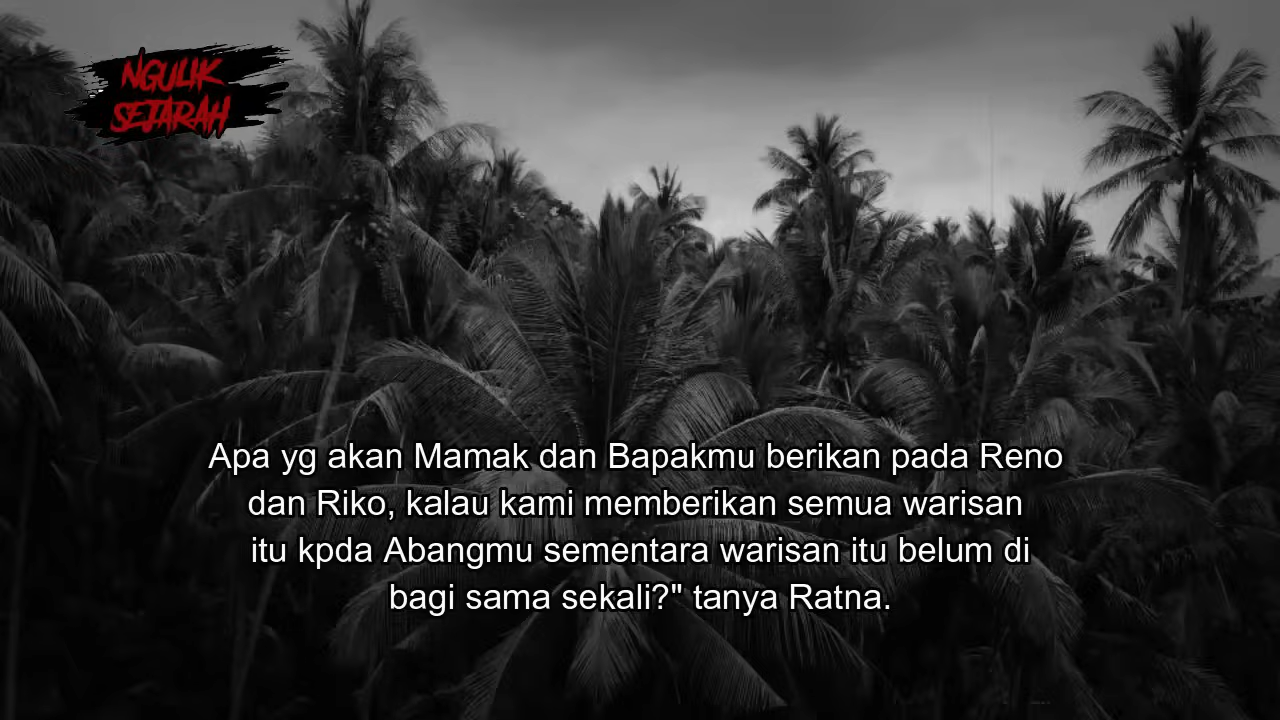 NGULIK
SEJARAH
Apa yg akan Mamak dan Bapakmu berikan pada Reno
dan Riko, kalau kami memberikan semua warisan
itu kpda Abangmu sementara warisan itu belum di
bagi sama sekali?" tanya Ratna.